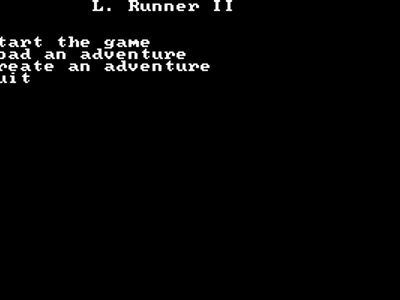 L. Runner II
tart the game
oad an adventure
reate an adventure
uit